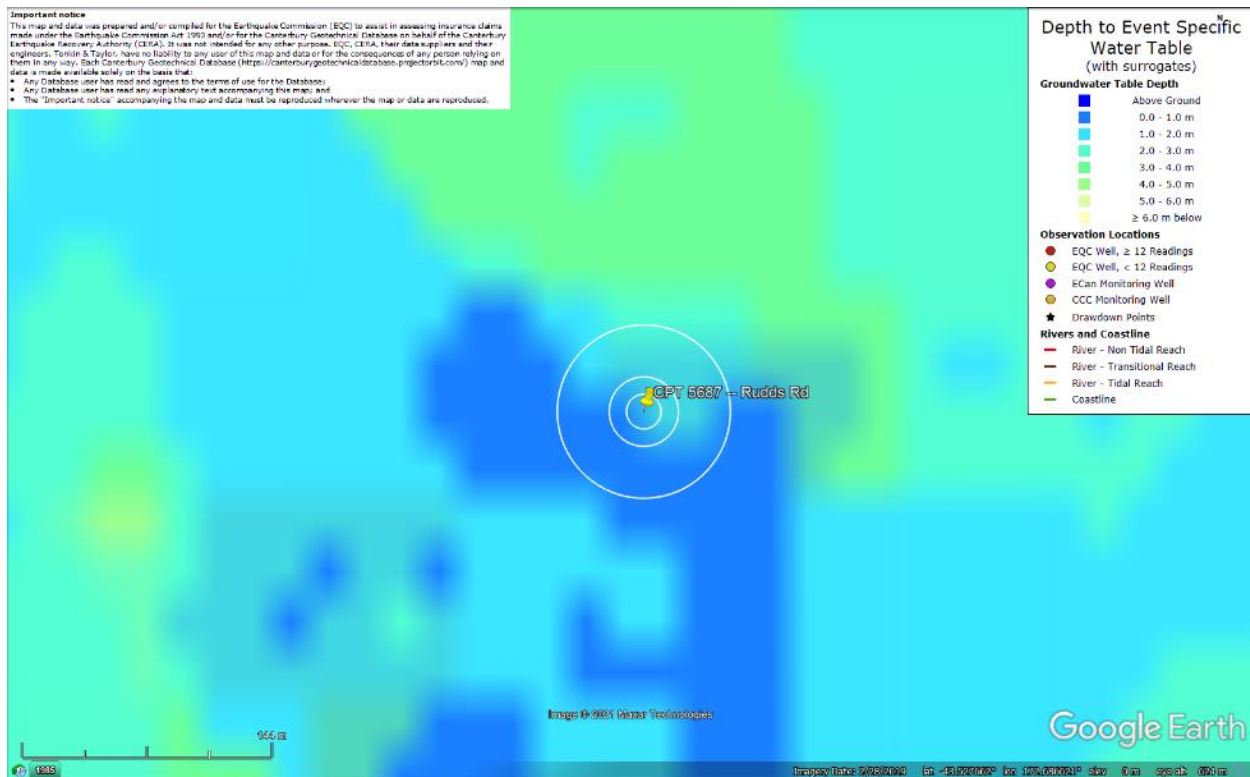 Important notice
This map and data was prepared and/or compiled for the Earthquake Commission (EQC) to assist in assessing insurance claims
made under the Earthquake Commission Act 1993 and/or for the Canterbury Geotechnical Database on behalf of the Canterbury
Earthquake Recovery Authority (CERA). It was not intended for any other purpose. EQC, CERA, their data suppliers and their
engineers, Tonkin & Taylor, have no liability to any user of this map and data or for the consequences of any person relying on
them in any way. Each Canterbury Geotechnical Database (https://canterburygeotechnicaldatabase.projectorbit.com/) map and
data is made available solely on the basis that:
• Any Database user has read and agrees to the terms of use for the Database;
• Any Database user has read any explanatory text accompanying this map; and
• The "Important notice" accompanying the map and data must be reproduced wherever the map or data are reproduced.
N
Depth to Event Specific
Water Table
(with surrogates)
Groundwater Table Depth
Above Ground
0.0 - 1.0 m
1.0 - 2.0 m
2.0 - 3.0 m
3.0 - 4.0 m
4.0 - 5.0 m
5.0 - 6.0 m
≥ 6.0 m below
Observation Locations
EQC Well, ≥ 12 Readings
EQC Well, < 12 Readings
ECan Monitoring Well
CCC Monitoring Well
Drawdown Points
Rivers and Coastline
River - Non Tidal Reach
River - Transitional Reach
River - Tidal Reach
Coastline
CPT 5687 -- Rudds Rd
144 m
Image © 2021 Maxar Technologies
Google Earth
1985
Imagery Date: lat lon elev 0 m eye alt 624 m